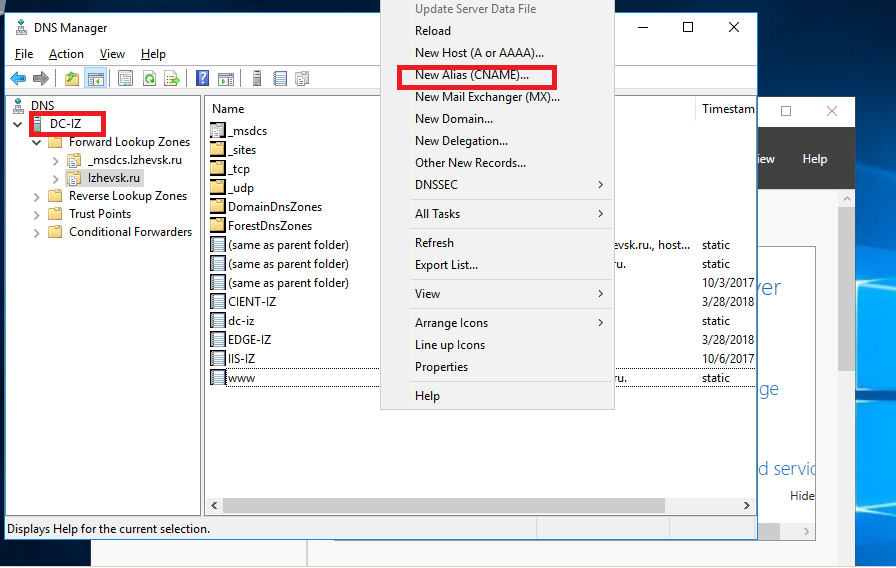 DNS Manager
File Action View Help
DNS
DC-IZ
Forward Lookup Zones
_msdcs.lzhevsk.ru
lzhevsk.ru
Reverse Lookup Zones
Trust Points
Conditional Forwarders
Name
Timestam
_msdcs
_sites
_tcp
_udp
DomainDnsZones
ForestDnsZones
(same as parent folder) evsk.ru., host... static
(same as parent folder) ru. static
(same as parent folder) 10/3/2017
CIENT-IZ 3/28/2018
dc-iz static
EDGE-IZ 3/28/2018
IIS-IZ 10/6/2017
www ru. static
Update Server Data File
Reload
New Host (A or AAAA)...
New Alias (CNAME)...
New Mail Exchanger (MX)...
New Domain...
New Delegation...
Other New Records...
DNSSEC
All Tasks
Refresh
Export List...
View
Arrange Icons
Line up Icons
Properties
Help
iew Help
ver
ge
d servic
Hide
Displays Help for the current selection.